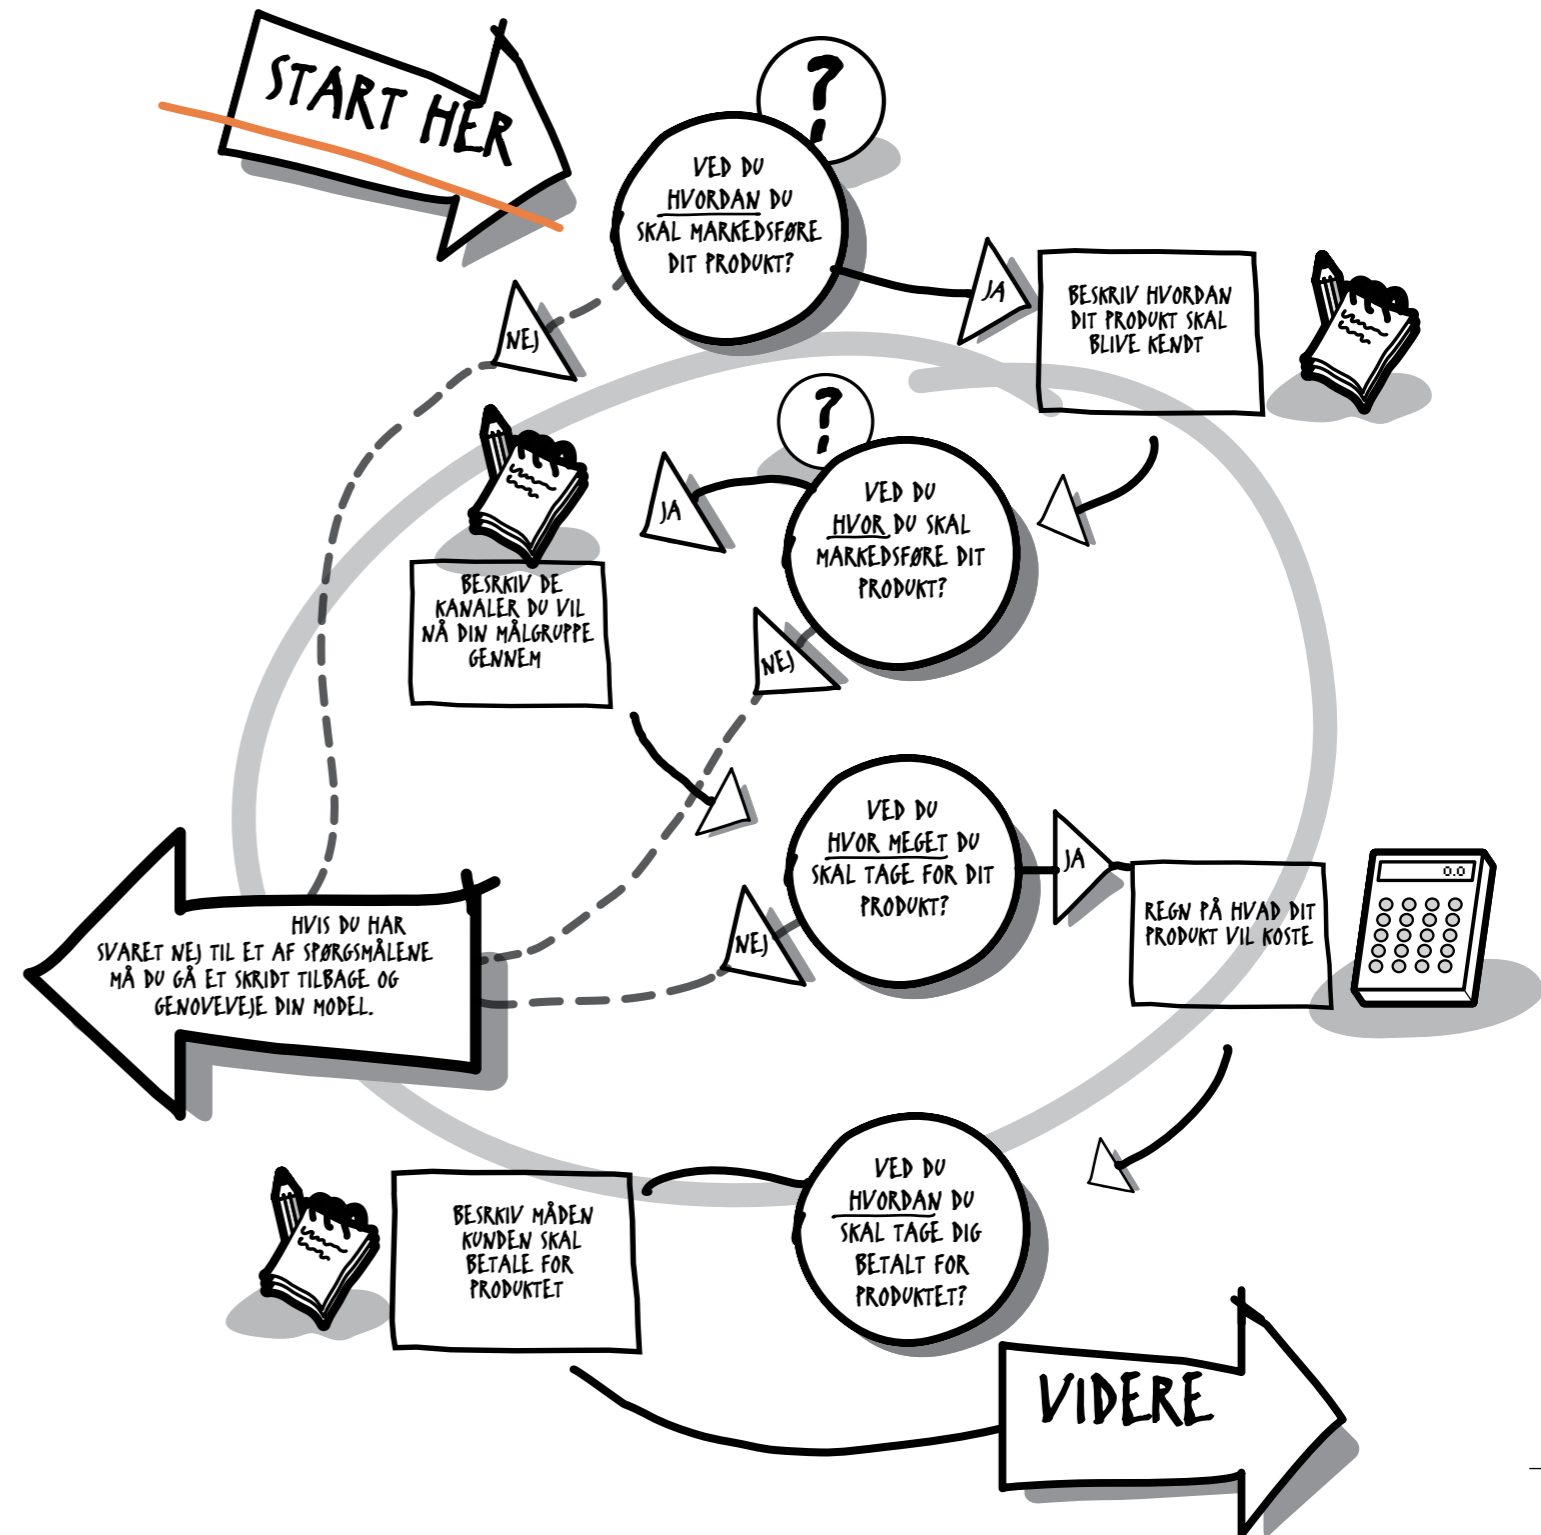 START HER
?
VED DU
HVORDAN DU
SKAL MARKEDSFØRE
DIT PRODUKT?
NEJ
JA
BESKRIV HVORDAN
DIT PRODUKT SKAL
BLIVE KENDT
?
VED DU
HVOR DU SKAL
MARKEDSFØRE DIT
PRODUKT?
JA
NEJ
BESRKIV DE
KANALER DU VIL
NÅ DIN MÅLGRUPPE
GENNEM
VED DU
HVOR MEGET DU
SKAL TAGE FOR DIT
PRODUKT?
JA
NEJ
REGN PÅ HVAD DIT
PRODUKT VIL KOSTE
0.0
HVIS DU HAR
SVARET NEJ TIL ET AF SPØRGSMÅLENE
MÅ DU GÅ ET SKRIDT TILBAGE OG
GENOVEVEJE DIN MODEL.
VED DU
HVORDAN DU
SKAL TAGE DIG
BETALT FOR
PRODUKTET?
BESRKIV MÅDEN
KUNDEN SKAL
BETALE FOR
PRODUKTET
VIDERE